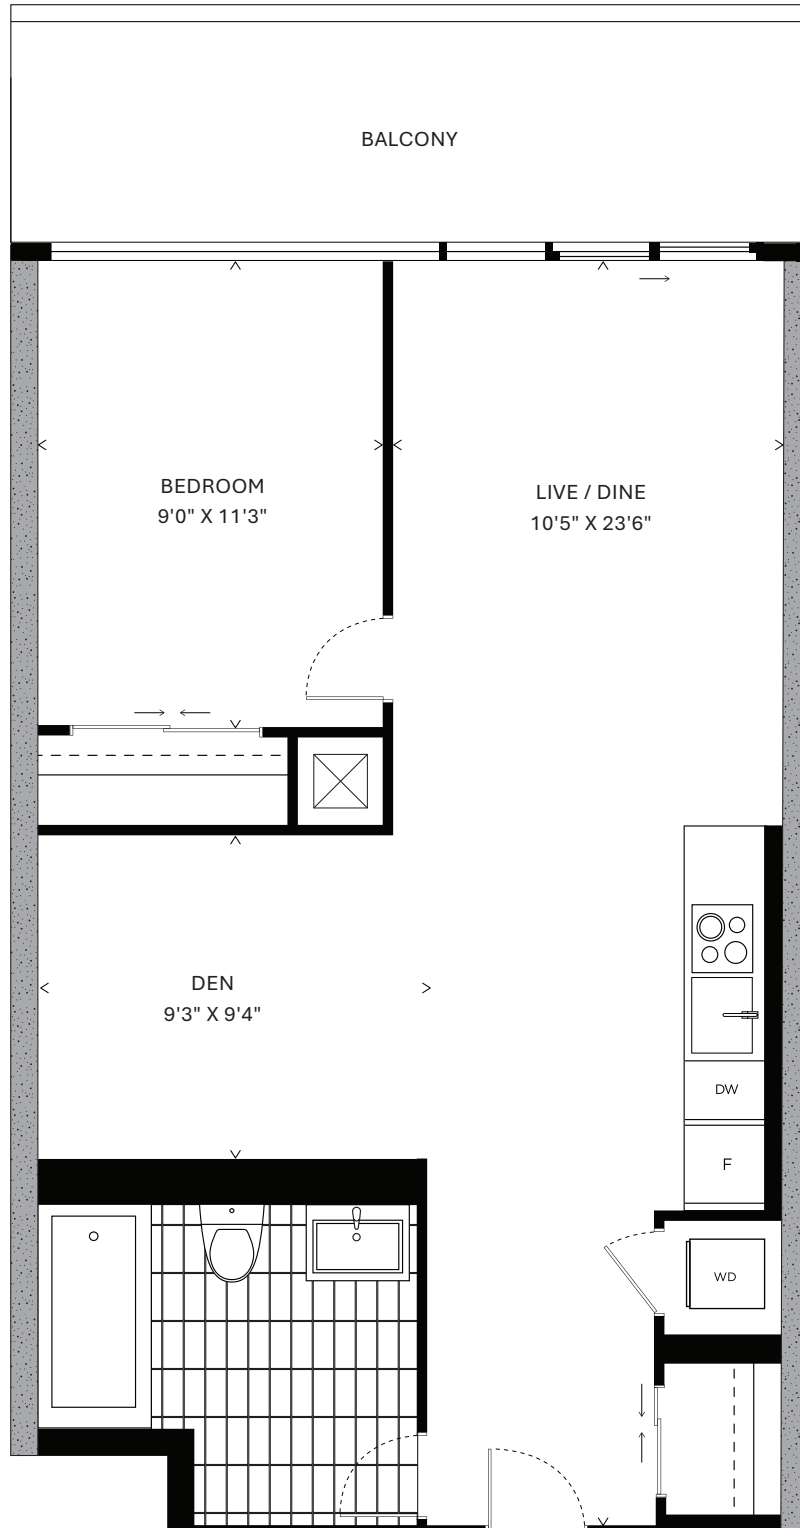 BALCONY
BEDROOM
9'0" X 11'3"
LIVE / DINE
10'5" X 23'6"
DEN
9'3" X 9'4"
DW
F
WD